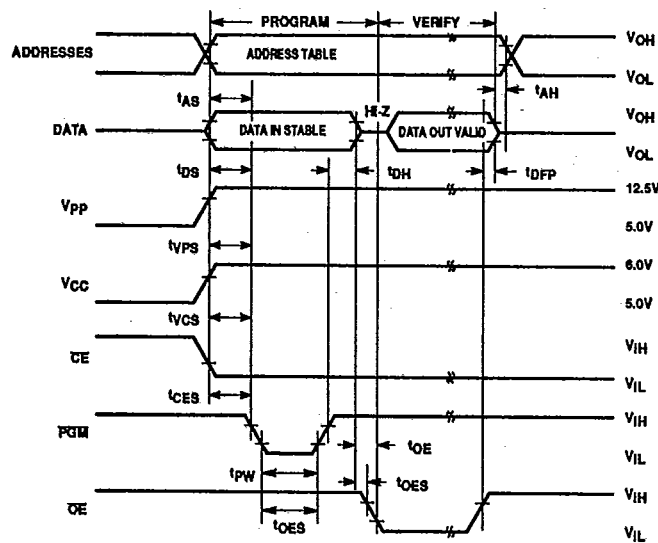 PROGRAM VERIFY
ADDRESSES ADDRESS TABLE VOH
VOL
tAS tAH
HI-Z VOH
DATA DATA IN STABLE DATA OUT VALID
VOL
tDS tDH tDFP
12.5V
VPP
5.0V
tVPS
6.0V
VCC
5.0V
tVCS
CE VIH
VIL
tCES
PGM VIH
tOE VIL
tPW
tOES
VIH
OE
tOES
VIL